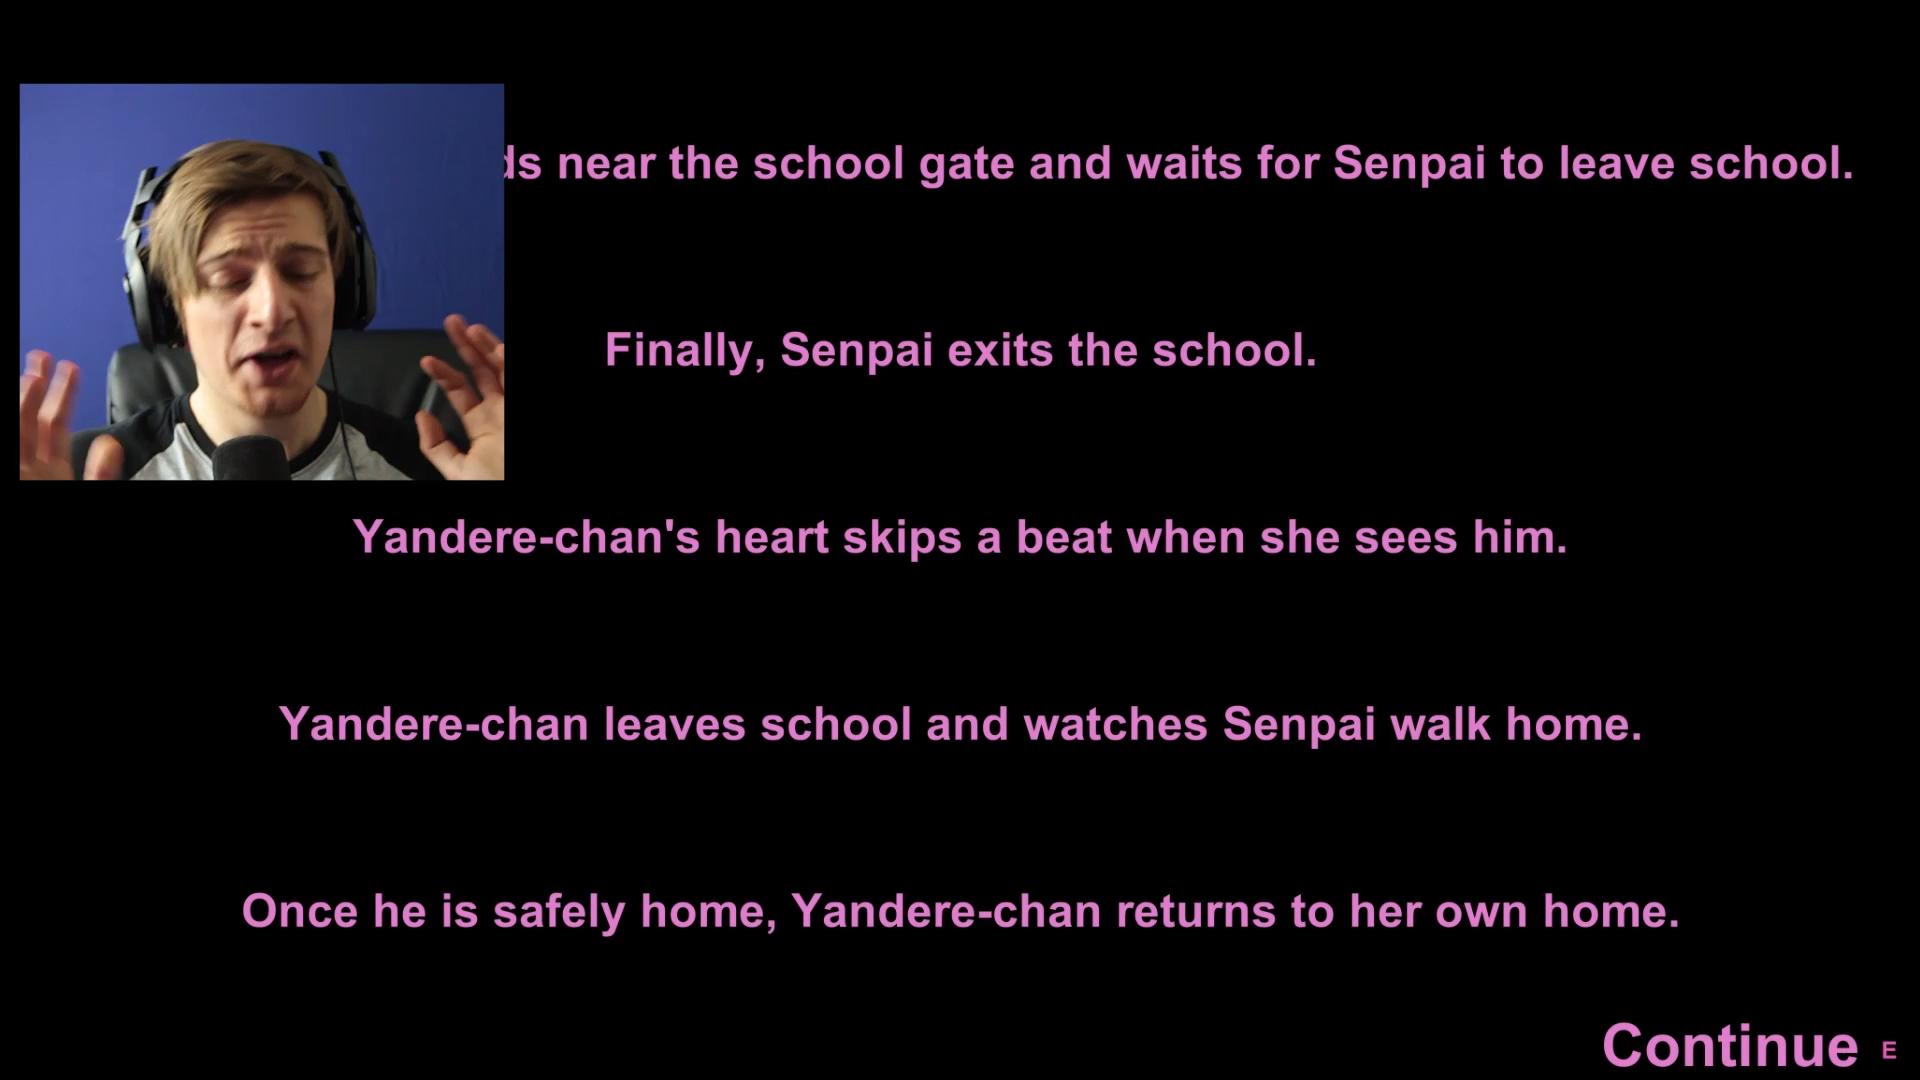 near the school gate and waits for Senpai to leave school.
Finally, Senpai exits the school.
Yandere-chan's heart skips a beat when she sees him.
Yandere-chan leaves school and watches Senpai walk home.
Once he is safely home, Yandere-chan returns to her own home.
Continue E